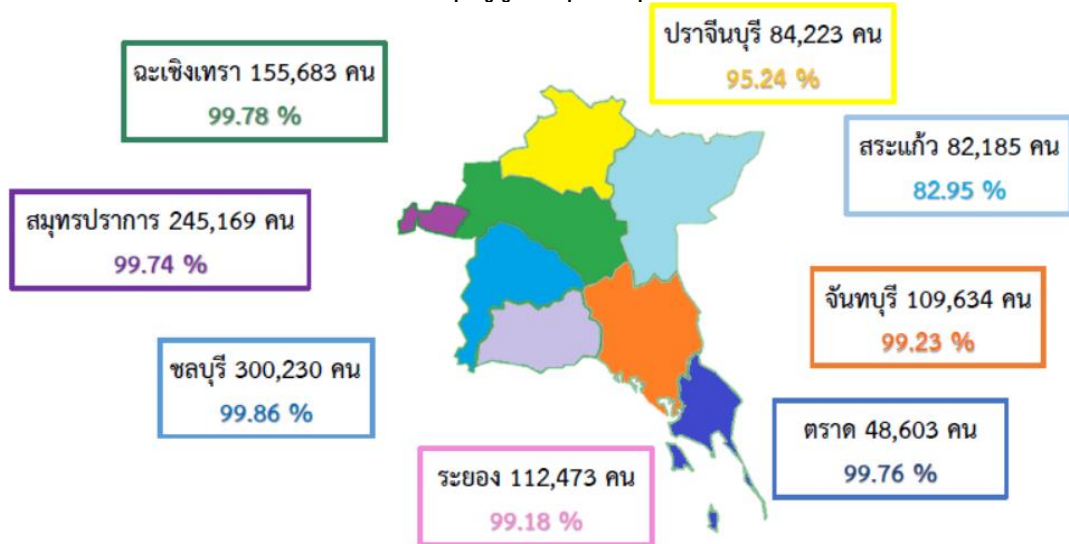 ปราจีนบุรี 84,223 คน
95.24 %
ฉะเชิงเทรา 155,683 คน
99.78 %
สระแก้ว 82,185 คน
82.95 %
สมุทรปราการ 245,169 คน
99.74 %
จันทบุรี 109,634 คน
99.23 %
ชลบุรี 300,230 คน
99.86 %
ตราด 48,603 คน
99.76 %
ระยอง 112,473 คน
99.18 %